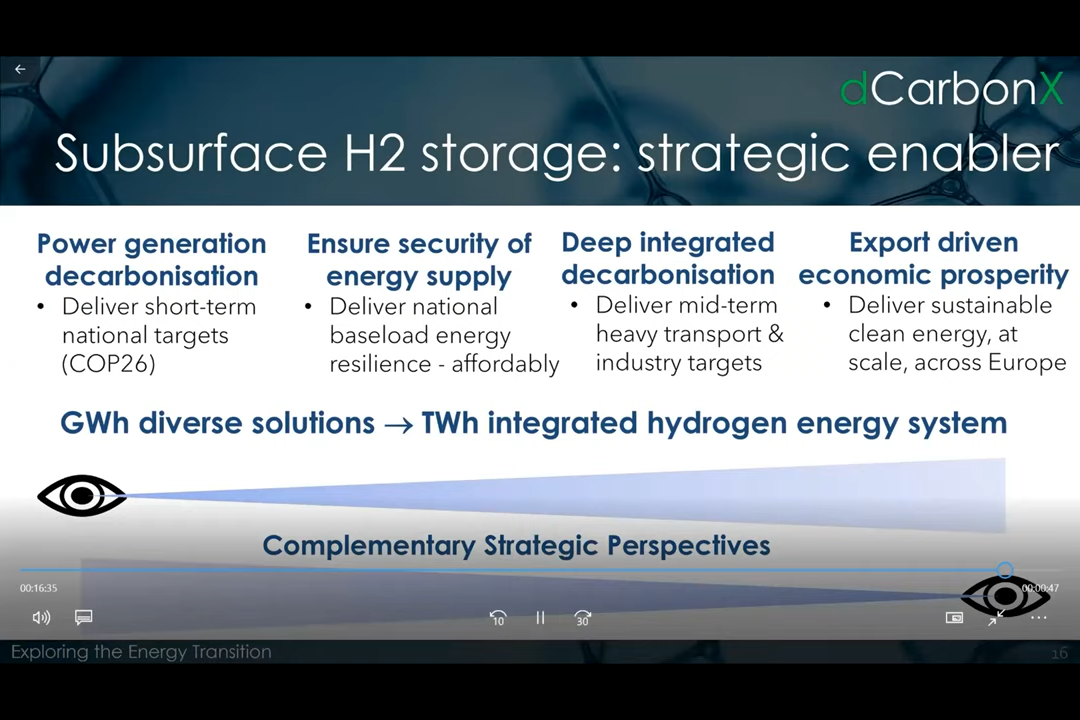 dCarbonX
Subsurface H2 storage: strategic enabler
Power generation
decarbonisation
• Deliver short-term
national targets
(COP26)
Ensure security of
energy supply
• Deliver national
baseload energy
resilience - affordably
Deep integrated
decarbonisation
• Deliver mid-term
heavy transport &
industry targets
Export driven
economic prosperity
• Deliver sustainable
clean energy, at
scale, across Europe
GWh diverse solutions → TWh integrated hydrogen energy system
Complementary Strategic Perspectives
00:16:35
00:00:47
10
30
Exploring the Energy Transition
16